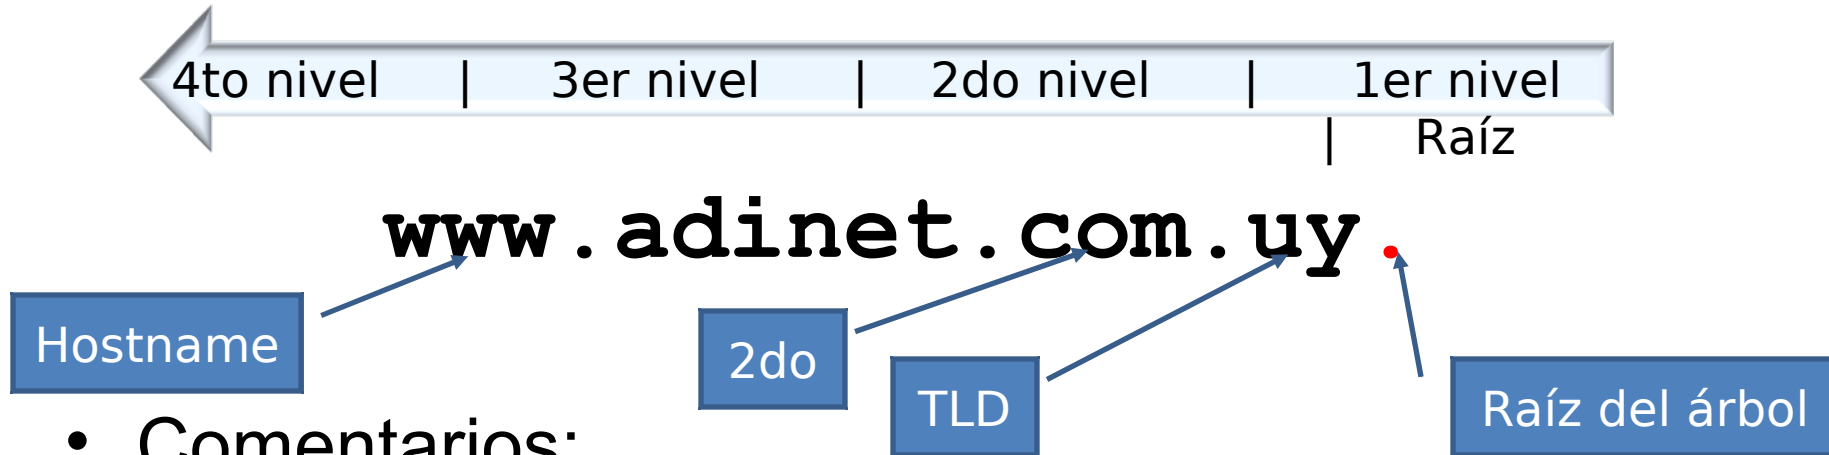 4to nivel | 3er nivel | 2do nivel | 1er nivel
| Raíz
www.adinet.com.uy.
Hostname
2do
TLD
Raíz del árbol
• Comentarios: